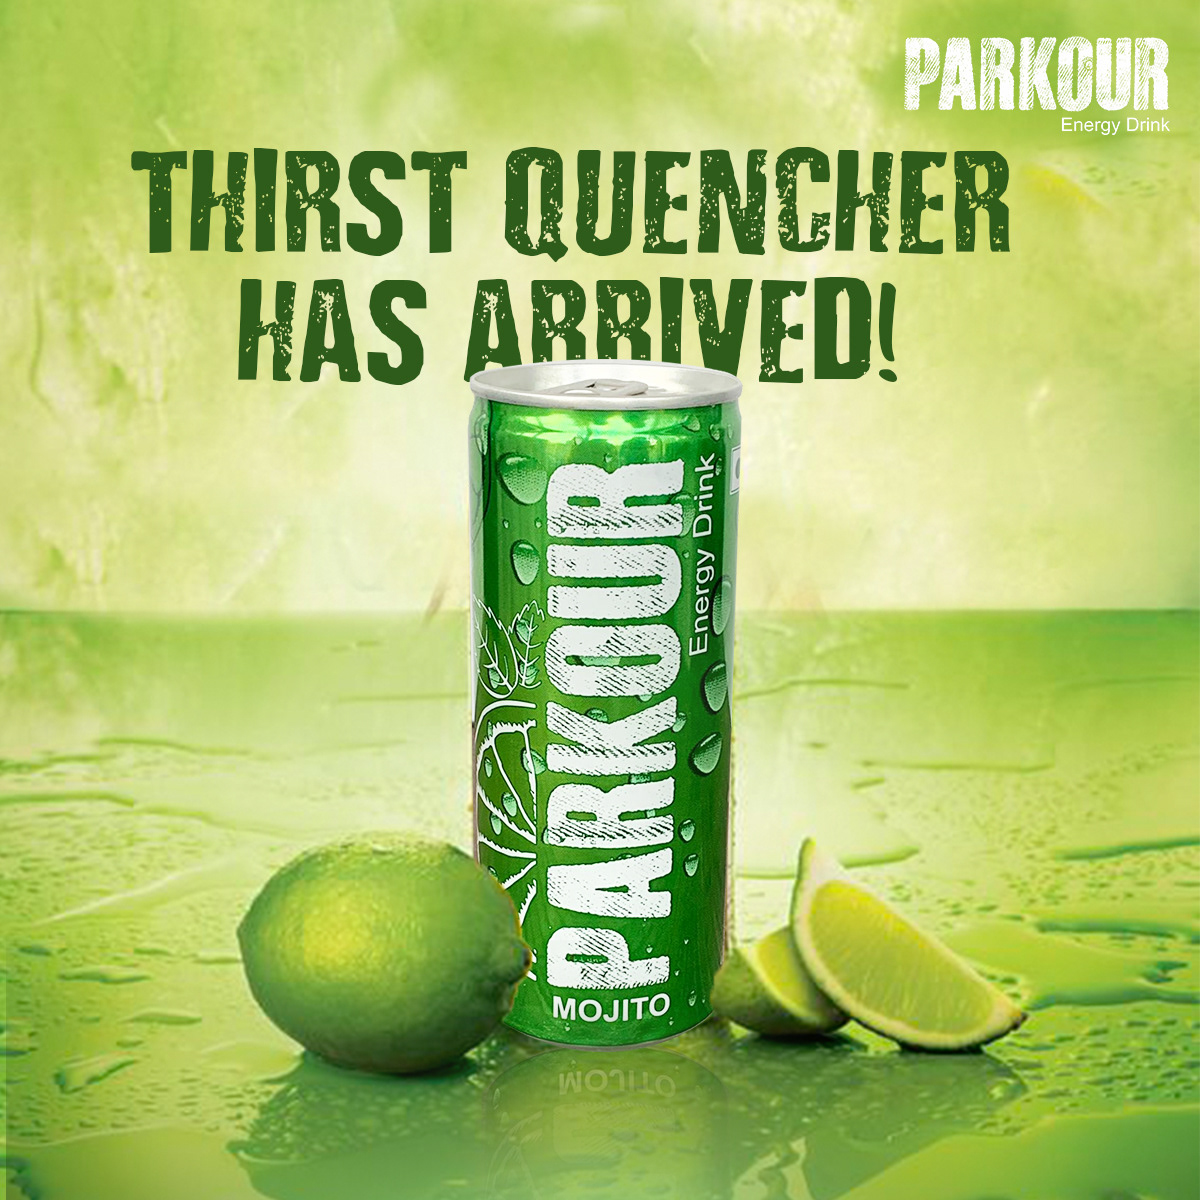 PARKOUR
Energy Drink
THIRST QUENCHER
HAS ARRIVED!
PARKOUR
Energy Drink
MOJITO